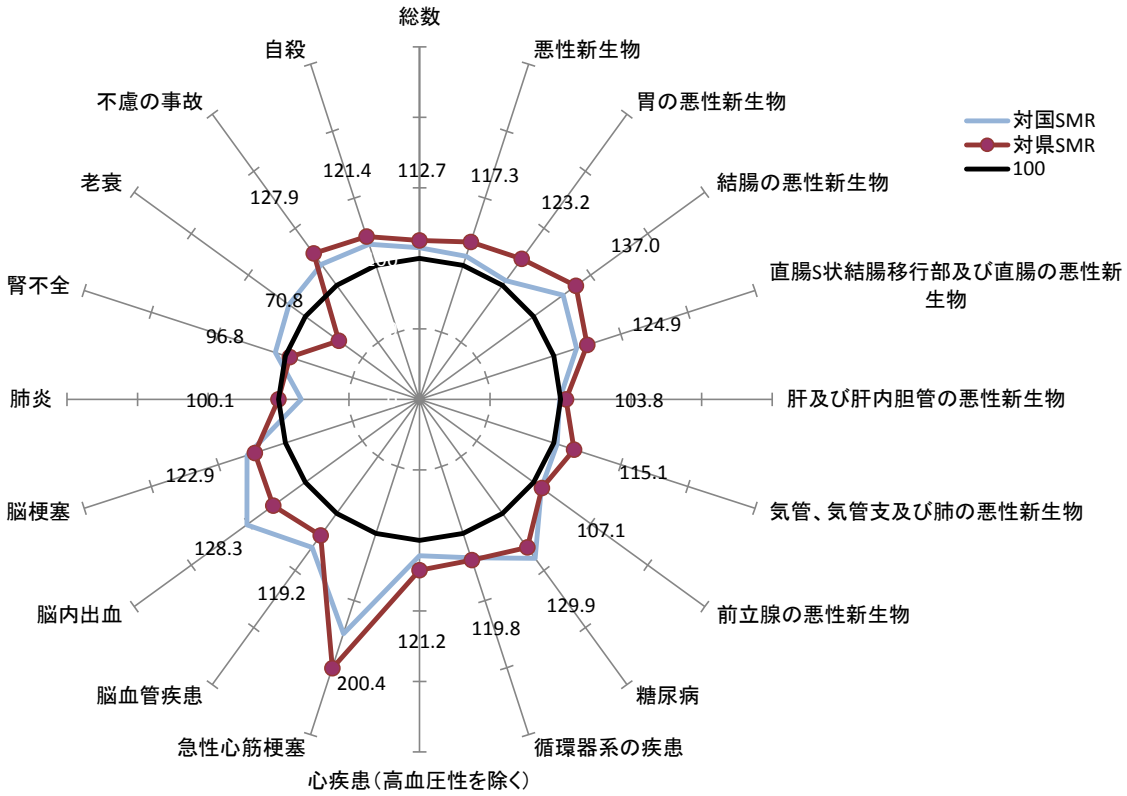 総数
悪性新生物
胃の悪性新生物
結腸の悪性新生物
直腸S状結腸移行部及び直腸の悪性新
生物
肝及び肝内胆管の悪性新生物
気管、気管支及び肺の悪性新生物
前立腺の悪性新生物
糖尿病
循環器系の疾患
心疾患(高血圧性を除く)
急性心筋梗塞
脳血管疾患
脳内出血
脳梗塞
肺炎
腎不全
老衰
不慮の事故
自殺
112.7
117.3
123.2
137.0
124.9
103.8
115.1
107.1
129.9
119.8
121.2
200.4
119.2
128.3
122.9
100.1
96.8
70.8
127.9
121.4
対国SMR
対県SMR
100